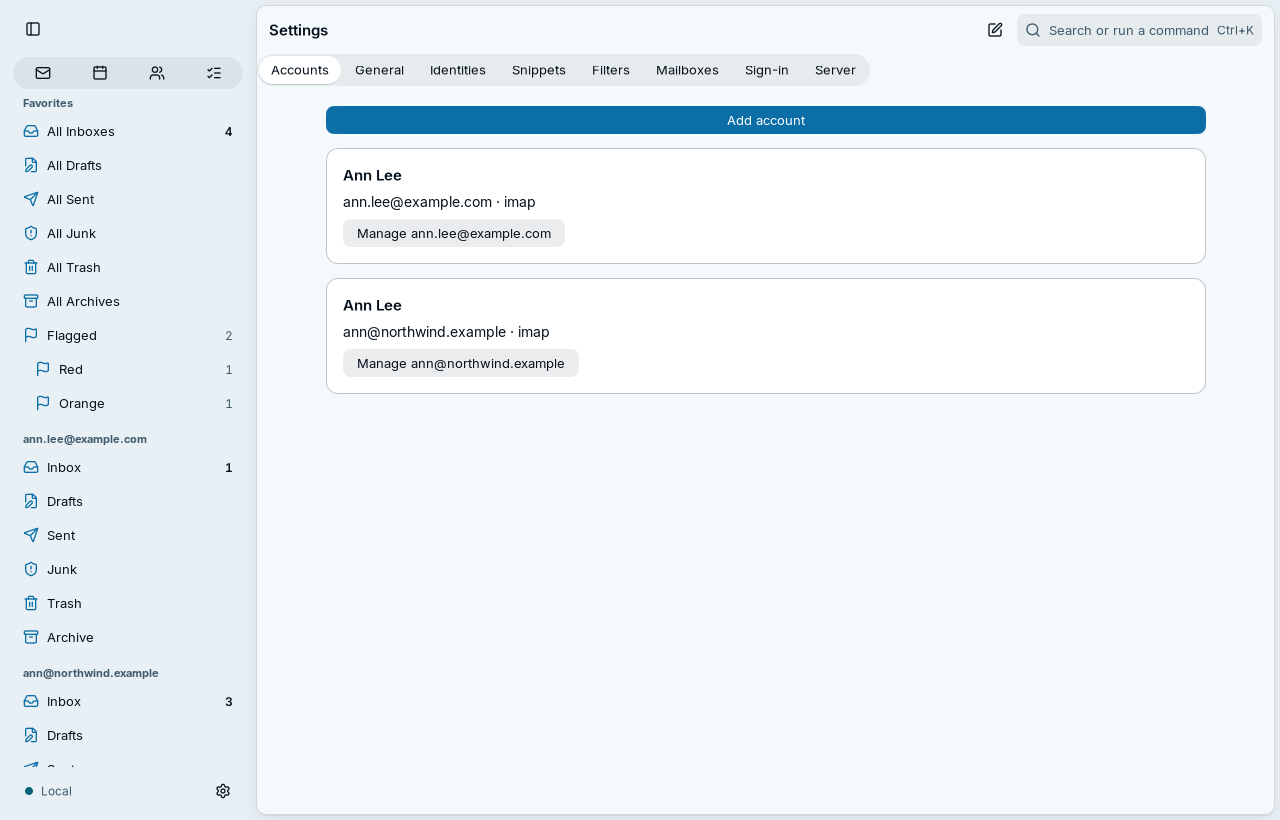 Settings
Search or run a command Ctrl+K
Accounts General Identities Snippets Filters Mailboxes Sign-in Server
Favorites
All Inboxes 4
All Drafts
All Sent
All Junk
All Trash
All Archives
Flagged 2
Red 1
Orange 1
ann.lee@example.com
Inbox 1
Drafts
Sent
Junk
Trash
Archive
ann@northwind.example
Inbox 3
Drafts
Local
Add account
Ann Lee
ann.lee@example.com · imap
Manage ann.lee@example.com
Ann Lee
ann@northwind.example · imap
Manage ann@northwind.example